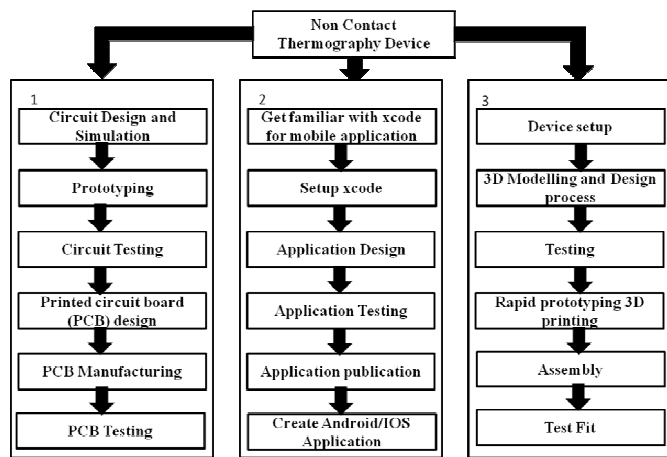 Non Contact
Thermography Device
1
Circuit Design and
Simulation
Prototyping
Circuit Testing
Printed circuit board
(PCB) design
PCB Manufacturing
PCB Testing
2
Get familiar with xcode
for mobile application
Setup xcode
Application Design
Application Testing
Application publication
Create Android/IOS
Application
3
Device setup
3D Modelling and Design
process
Testing
Rapid prototyping 3D
printing
Assembly
Test Fit